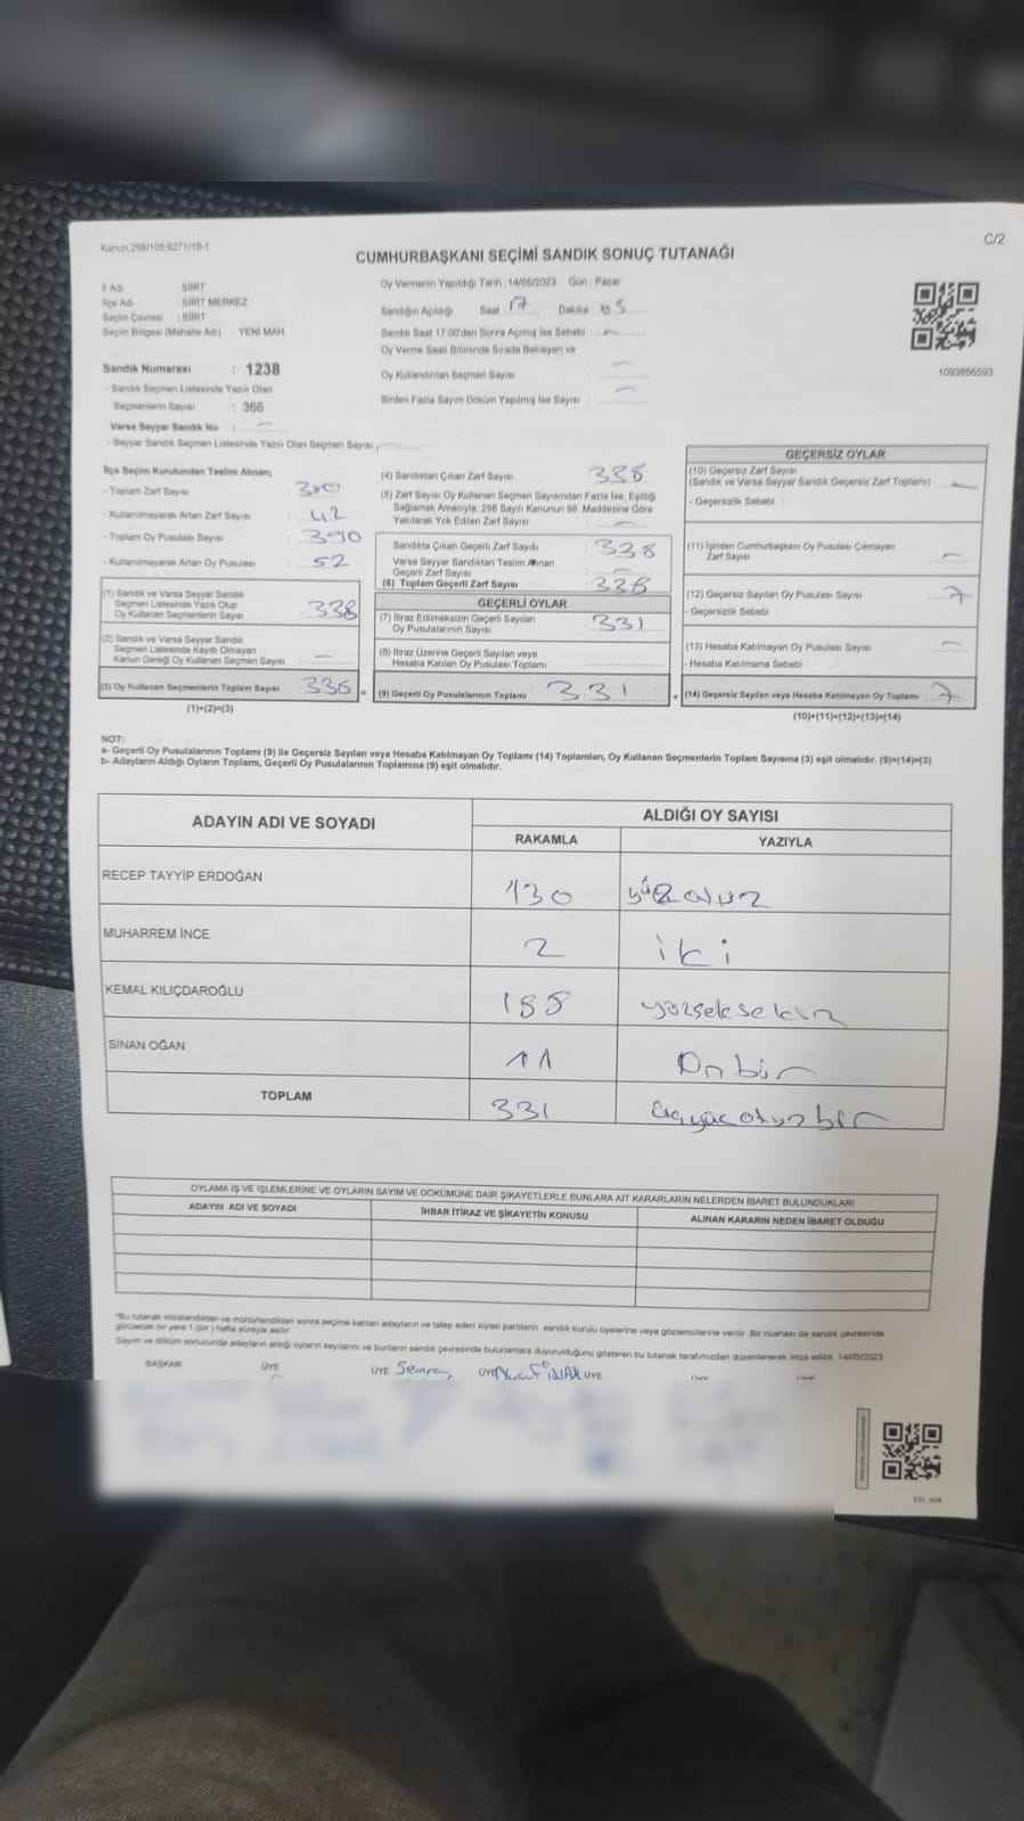 C/2
CUMHURBAŞKANI SEÇİMİ SANDIK SONUÇ TUTANAĞI
İl Adı : SİİRT
İlçe Adı : SİİRT MERKEZ
Seçim Çevresi : SİİRT
Seçim Bölgesi (Mahalle Adı) : YENİ MAH.
Sandık Numarası : 1238
- Sandık Seçmen Listesinde Yazılı Olan
Seçmenlerin Sayısı : 366
Varsa Seyyar Sandık No :
- Seyyar Sandık Seçmen Listesinde Yazılı Olan Seçmen Sayısı
Oy Vermenin Yapıldığı Tarih : 14/05/2023 Gün : Pazar
Sandığın Açıldığı Saat 17 Dakika
Sandık Saat 17:00'den Sonra Açılmış İse Sebebi :
Oy Verme Saati Bitiminde Sırada Bekleyen ve
Oy Kullandırılan Seçmen Sayısı
Birden Fazla Sayım Döküm Yapılmış İse Sayısı
1093856593
İlçe Seçim Kurulundan Teslim Alınan;
- Toplam Zarf Sayısı : 380
- Kullanılmayarak Artan Zarf Sayısı : 42
- Toplam Oy Pusulası Sayısı : 390
- Kullanılmayarak Artan Oy Pusulası : 52
(1) Sandık ve Varsa Seyyar Sandık
Seçmen Listesinde Yazılı Olup
Oy Kullanan Seçmenlerin Sayısı 338
(2) Sandık ve Varsa Seyyar Sandık
Seçmen Listesinde Kayıtlı Olmayan
Kanun Gereği Oy Kullanan Seçmen Sayısı
(3) Oy Kullanan Seçmenlerin Toplam Sayısı 338 =
(1)+(2)=(3)
(4) Sandıktan Çıkan Zarf Sayısı 338
(5) Zarf Sayısı Oy Kullanan Seçmen Sayısından Fazla İse, Eşitliği
Sağlamak Amacıyla; 298 Sayılı Kanunun 98. Maddesine Göre
Yakılarak Yok Edilen Zarf Sayısı
Sandıkta Çıkan Geçerli Zarf Sayısı 338
Varsa Seyyar Sandıktan Teslim Alınan
Geçerli Zarf Sayısı
(6) Toplam Geçerli Zarf Sayısı 338
GEÇERLİ OYLAR
(7) İtiraz Edilmeksizin Geçerli Sayılan
Oy Pusulalarının Sayısı 331
(8) İtiraz Üzerine Geçerli Sayılan veya
Hesaba Katılan Oy Pusulası Toplamı
(9) Geçerli Oy Pusulalarının Toplamı 331 +
GEÇERSİZ OYLAR
(10) Geçersiz Zarf Sayısı
(Sandık ve Varsa Seyyar Sandık Geçersiz Zarf Toplamı)
- Geçersizlik Sebebi
(11) İçinden Cumhurbaşkanı Oy Pusulası Çıkmayan
Zarf Sayısı
(12) Geçersiz Sayılan Oy Pusulası Sayısı 7
- Geçersizlik Sebebi
(13) Hesaba Katılmayan Oy Pusulası Sayısı
- Hesaba Katılmama Sebebi
(14) Geçersiz Sayılan veya Hesaba Katılmayan Oy Toplamı 7
(10)+(11)+(12)+(13)=(14)
NOT:
a- Geçerli Oy Pusulalarının Toplamı (9) ile Geçersiz Sayılan veya Hesaba Katılmayan Oy Toplamı (14) Toplamları, Oy Kullanan Seçmenlerin Toplam Sayısına (3) eşit olmalıdır. (9)+(14)=(3)
b- Adayların Aldığı Oyların Toplamı, Geçerli Oy Pusulalarının Toplamına (9) eşit olmalıdır.
ADAYIN ADI VE SOYADI ALDIĞI OY SAYISI
RAKAMLA YAZIYLA
RECEP TAYYİP ERDOĞAN 130 yüzotuz
MUHARREM İNCE 2 iki
KEMAL KILIÇDAROĞLU 188 yüzseksekiz
SİNAN OĞAN 11 Onbir
TOPLAM 331 üçyüzotuzbir
OYLAMA İŞ VE İŞLEMLERİNE VE OYLARIN SAYIM VE DÖKÜMÜNE DAİR ŞİKAYETLERLE BUNLARA AİT KARARLARIN NELERDEN İBARET BULUNDUKLARI
ADAYIN ADI VE SOYADI İHBAR İTİRAZ VE ŞİKAYETİN KONUSU ALINAN KARARIN NEDEN İBARET OLDUĞU
BAŞKAN ÜYE ÜYE ÜYE ÜYE